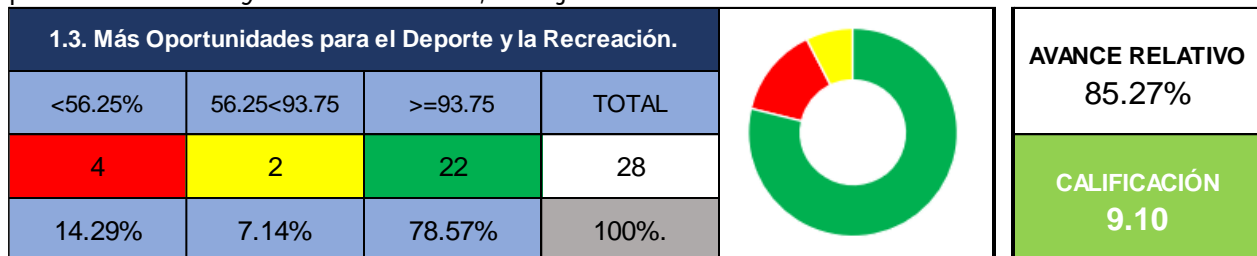 1.3. Más Oportunidades para el Deporte y la Recreación.
<56.25% 56.25<93.75 >=93.75 TOTAL
4 2 22 28
14.29% 7.14% 78.57% 100%.
AVANCE RELATIVO
85.27%
CALIFICACIÓN
9.10